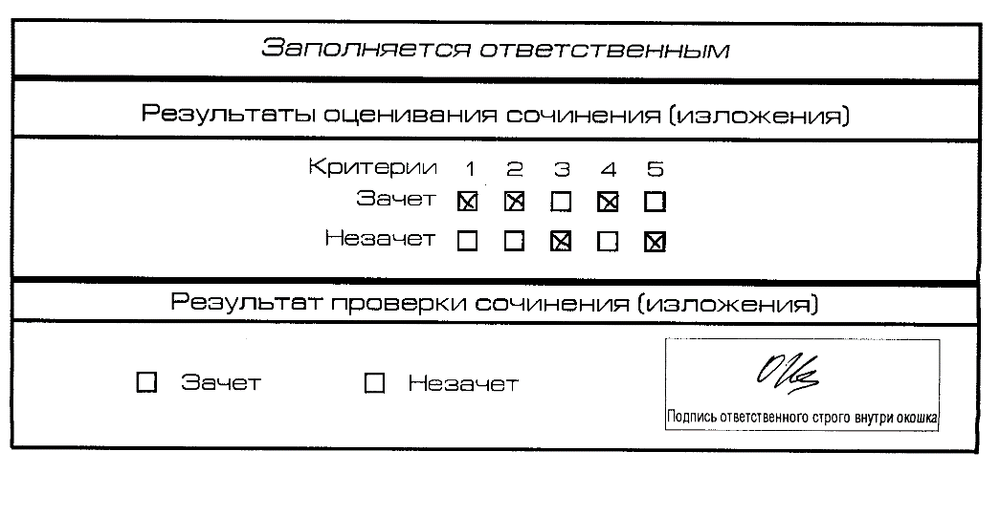 Заполняется ответственным
Результаты оценивания сочинения (изложения)
Критерии 1 2 3 4 5
Зачет
Незачет
Результат проверки сочинения (изложения)
Зачет Незачет
Подпись ответственного строго внутри окошка